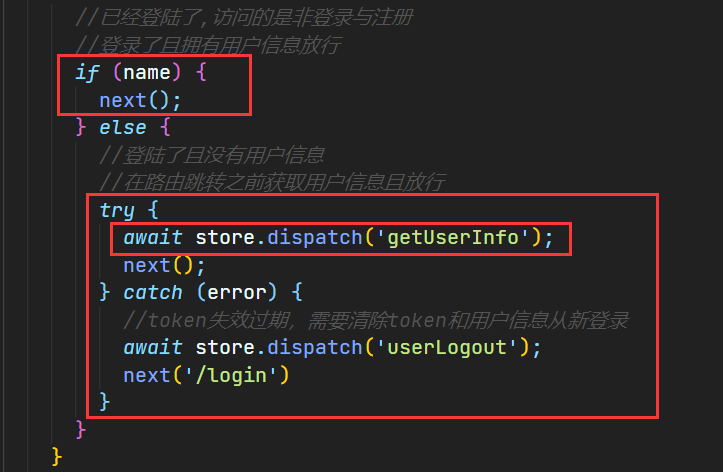 //已经登陆了,访问的是非登录与注册
//登录了且拥有用户信息放行
if (name) {
next();
} else {
//登陆了且没有用户信息
//在路由跳转之前获取用户信息且放行
try {
await store.dispatch('getUserInfo');
next();
} catch (error) {
//token失效过期，需要清除token和用户信息从新登录
await store.dispatch('userLogout');
next('/login')
}
}
}